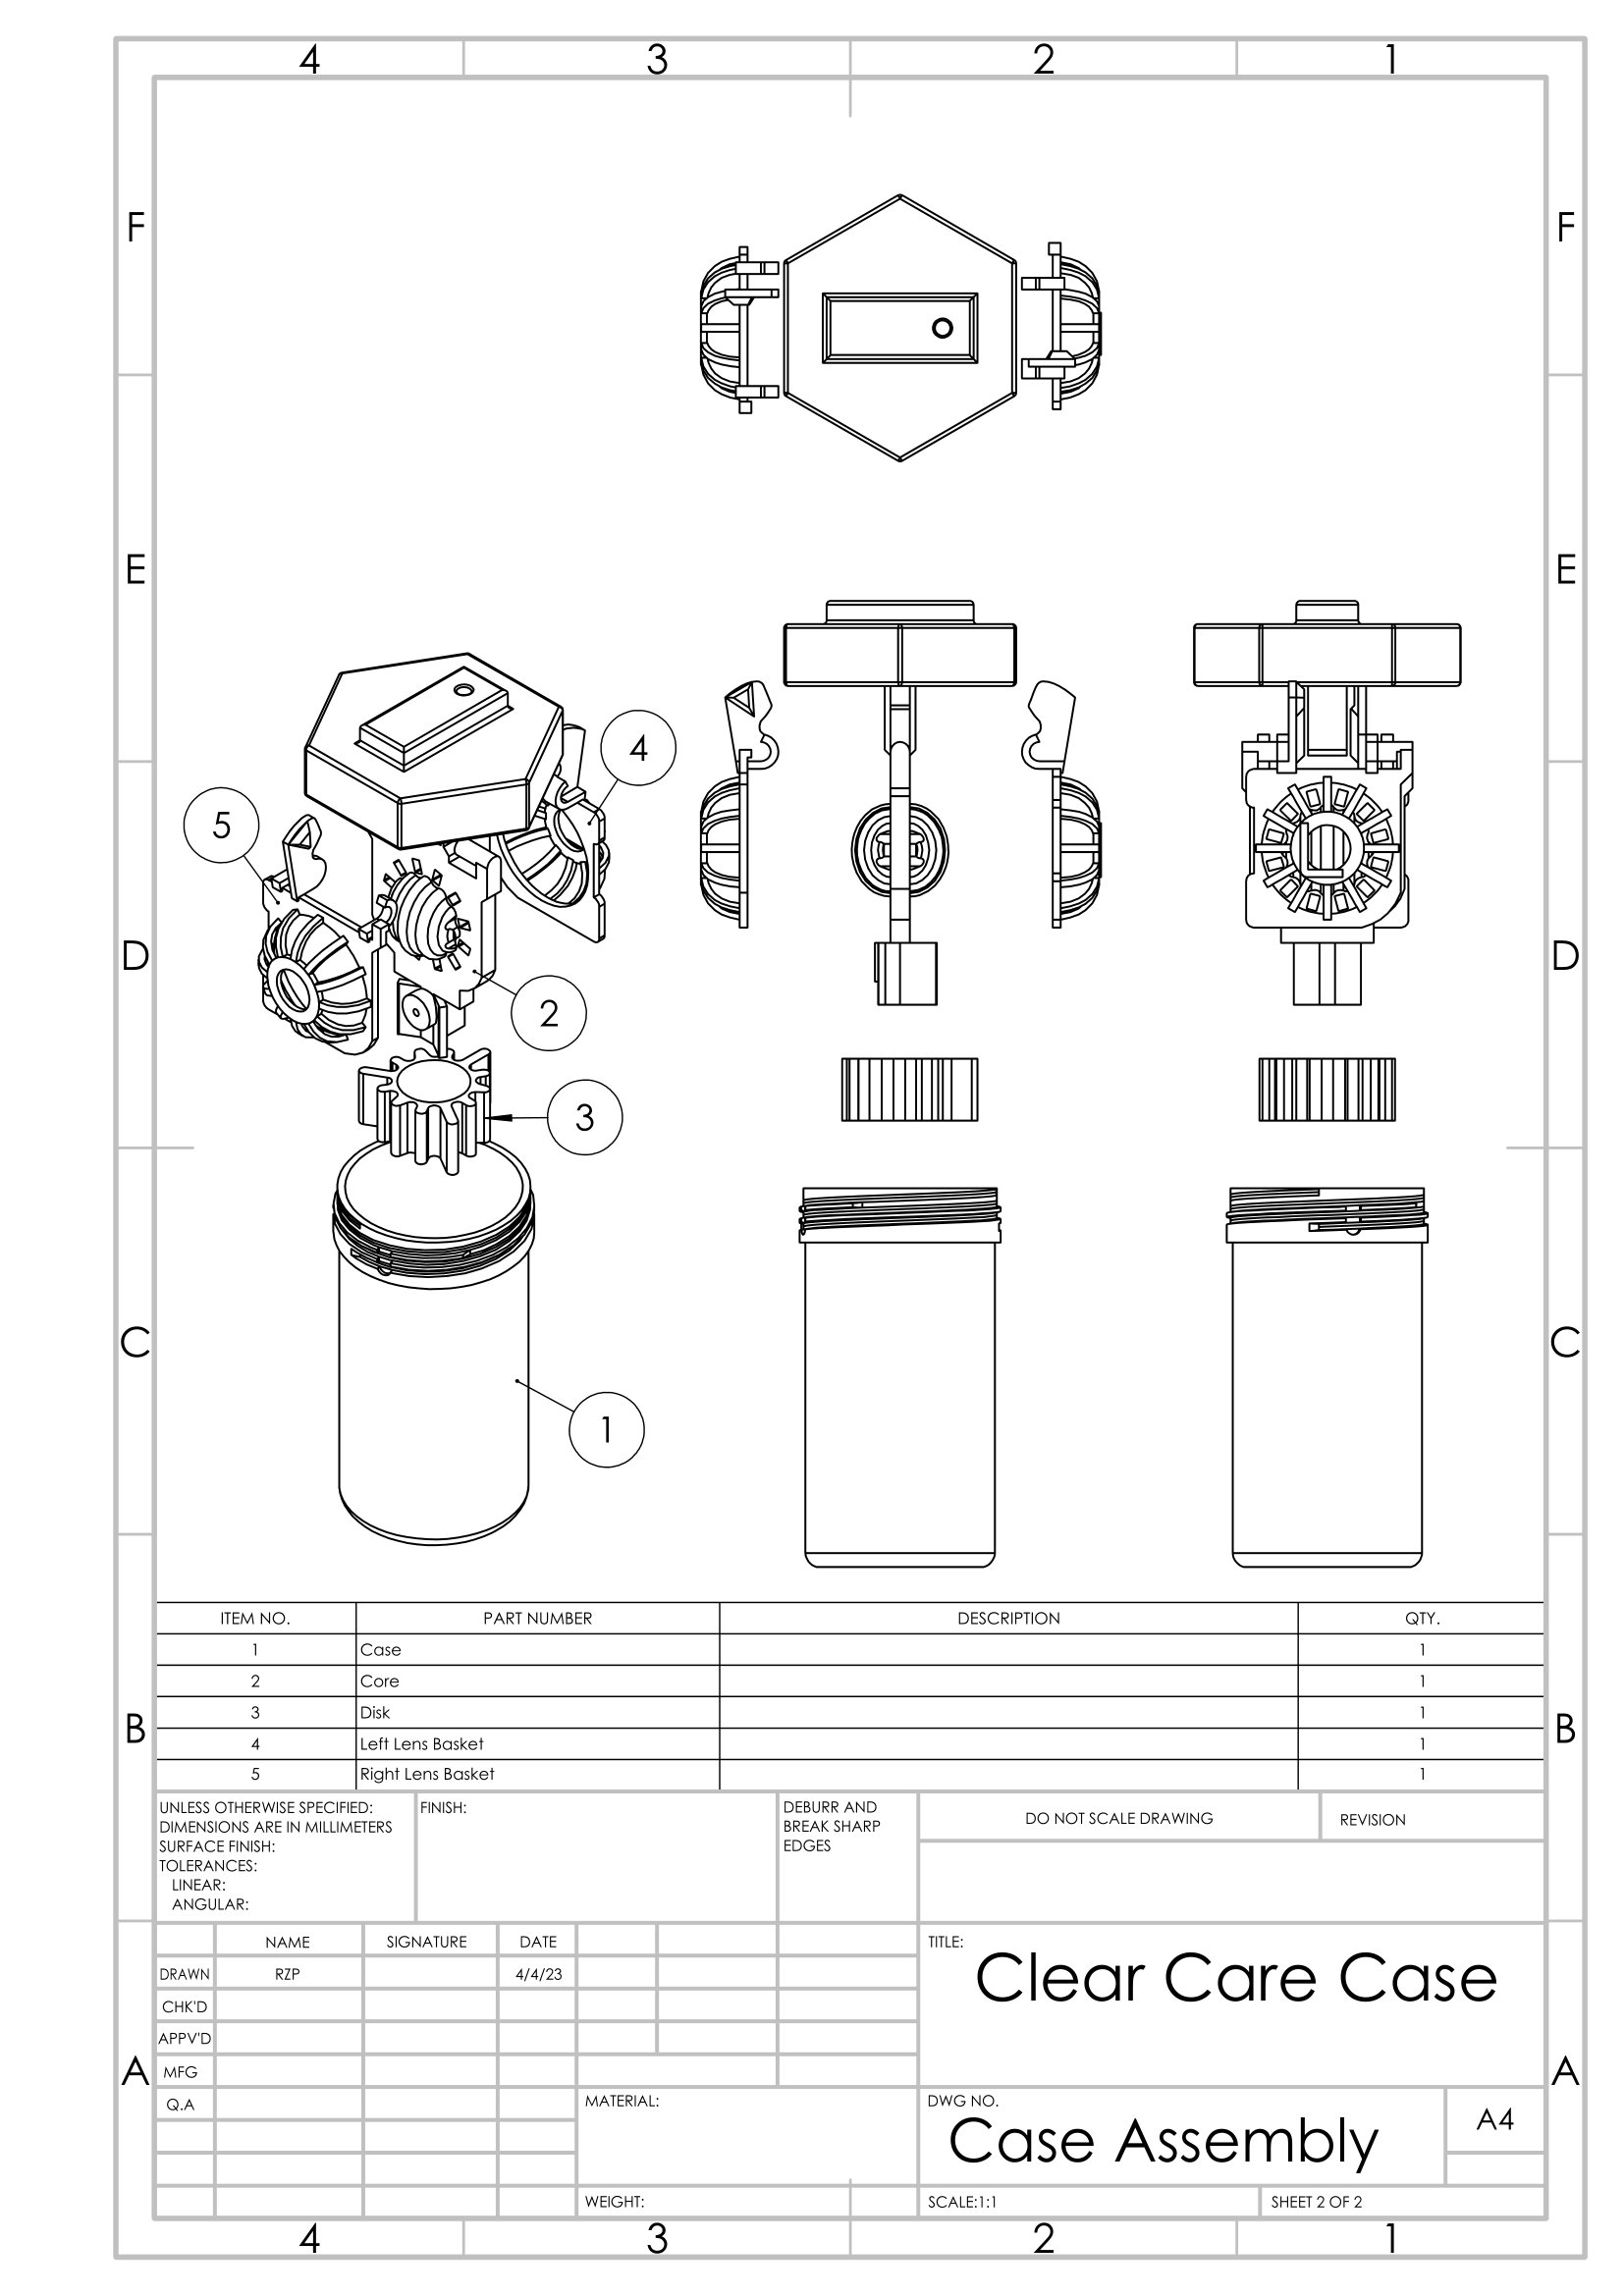 4 3 2 1
F F
E E
4
5
D D
2
3
C C
1
ITEM NO. PART NUMBER DESCRIPTION QTY.
1 Case 1
2 Core 1
3 Disk 1
B B
4 Left Lens Basket 1
5 Right Lens Basket 1
UNLESS OTHERWISE SPECIFIED:
DIMENSIONS ARE IN MILLIMETERS
SURFACE FINISH:
TOLERANCES:
LINEAR:
ANGULAR:
FINISH:
DEBURR AND
BREAK SHARP
EDGES
DO NOT SCALE DRAWING
REVISION
NAME SIGNATURE DATE
DRAWN RZP 4/4/23
CHK'D
APPV'D
MFG
Q.A
TITLE:
Clear Care Case
A A
MATERIAL:
DWG NO.
Case Assembly
A4
WEIGHT:
SCALE:1:1
SHEET 2 OF 2
4 3 2 1